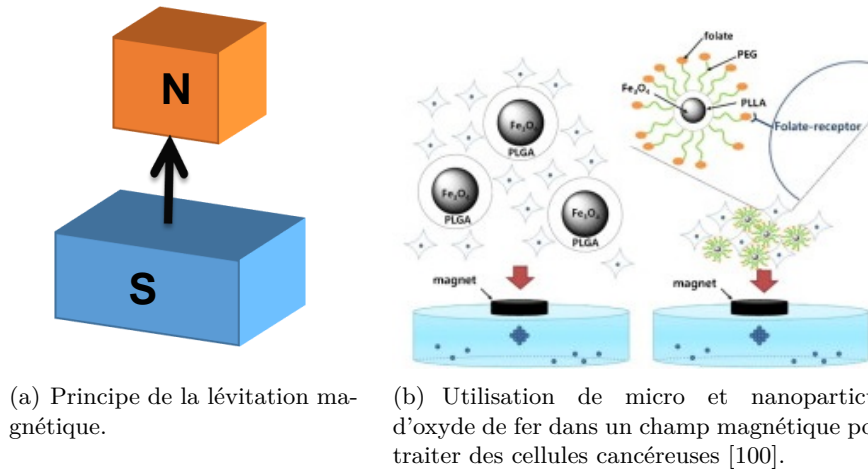 N
S
folate
PEG
Fe₃O₄
PLLA
Folate-receptor
Fe₃O₄
PLGA
Fe₃O₄
PLGA
Fe₃O₄
PLGA
magnet
magnet
(a) Principe de la lévitation ma-
gnétique.
(b) Utilisation de micro et nanopartic
d'oxyde de fer dans un champ magnétique po
traiter des cellules cancéreuses [100].